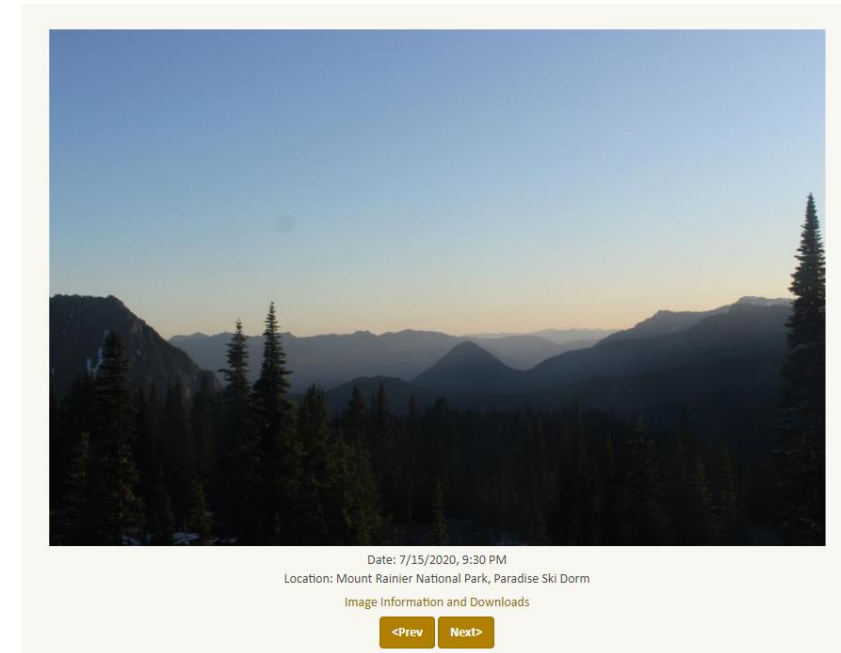 Date: 7/15/2020, 9:30 PM
Location: Mount Rainier National Park, Paradise Ski Dorm
Image Information and Downloads
<Prev Next>